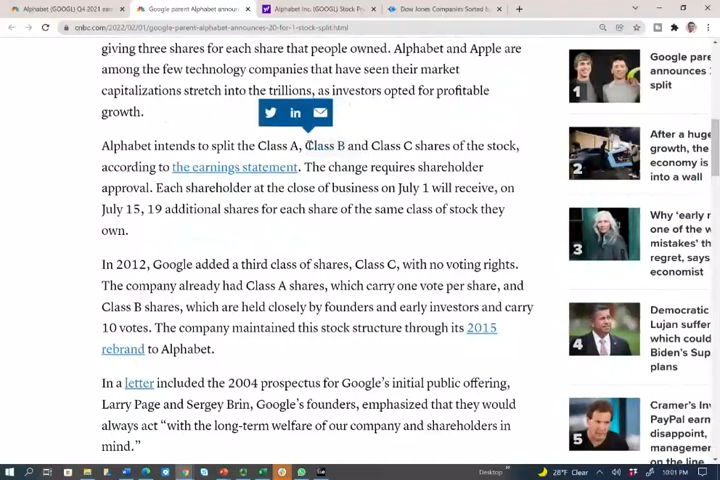 Alphabet (GOOGL) Q4 2021 earn
Google parent Alphabet announc
Alphabet Inc. (GOOGL) Stock Pr
Dow Jones Companies Sorted b
cnbc.com/2022/02/01/google-parent-alphabet-announces-20-for-1-stock-split.html
giving three shares for each share that people owned. Alphabet and Apple are
among the few technology companies that have seen their market
capitalizations stretch into the trillions, as investors opted for profitable
growth.
Alphabet intends to split the Class A, Class B and Class C shares of the stock,
according to the earnings statement. The change requires shareholder
approval. Each shareholder at the close of business on July 1 will receive, on
July 15, 19 additional shares for each share of the same class of stock they
own.
In 2012, Google added a third class of shares, Class C, with no voting rights.
The company already had Class A shares, which carry one vote per share, and
Class B shares, which are held closely by founders and early investors and carry
10 votes. The company maintained this stock structure through its 2015
rebrand to Alphabet.
In a letter included the 2004 prospectus for Google's initial public offering,
Larry Page and Sergey Brin, Google's founders, emphasized that they would
always act "with the long-term welfare of our company and shareholders in
mind."
1
Google pare
announces
split
2
After a huge
growth, the
economy is
into a wall
3
Why 'early r
one of the w
mistakes' th
regret, says
economist
4
Democratic
Lujan suffer
which could
Biden's Sup
plans
5
Cramer's Inv
PayPal earn
disappoint,
managemen
on the line
Desktop
28°F Clear
10:01 PM